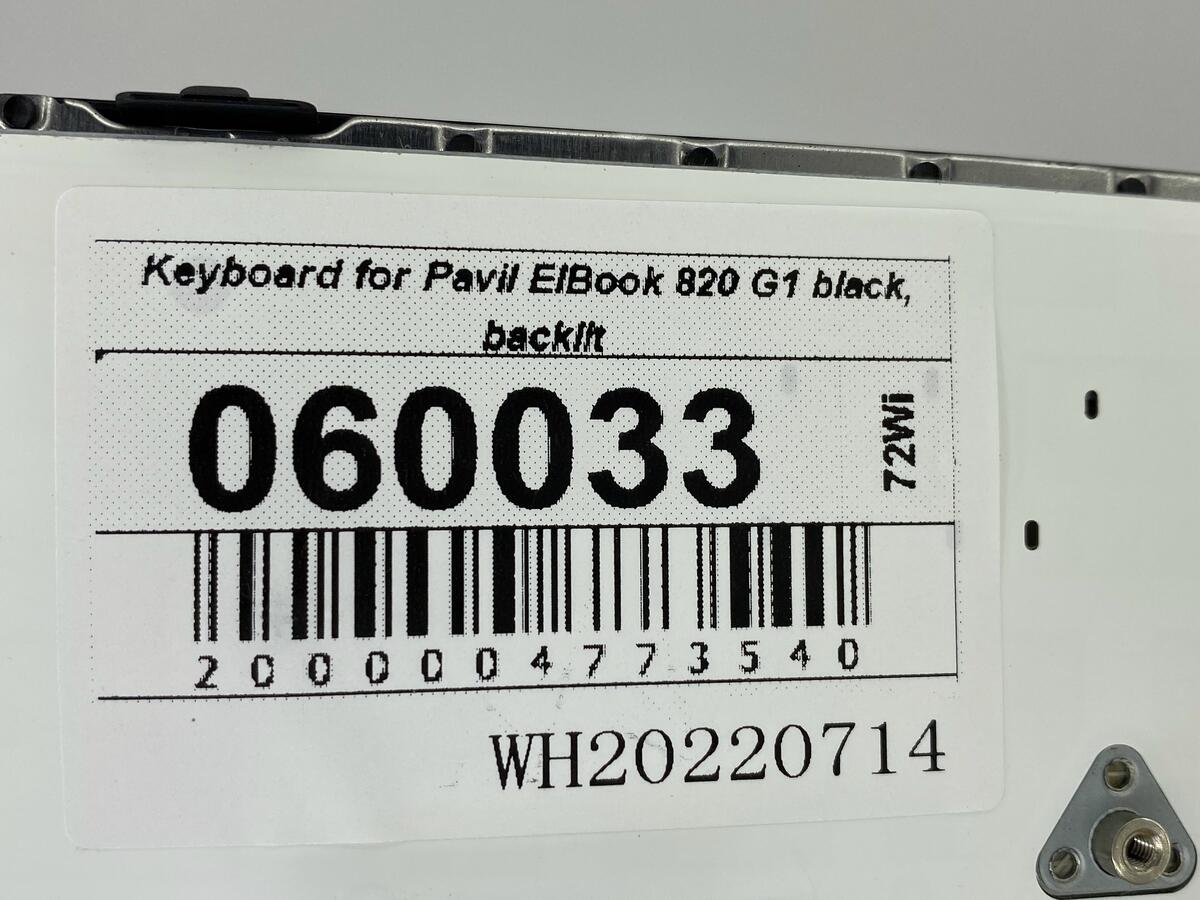 Keyboard for Pavil ElBook 820 G1 black,
backlit
060033
72Wi
2000004773540
WH20220714